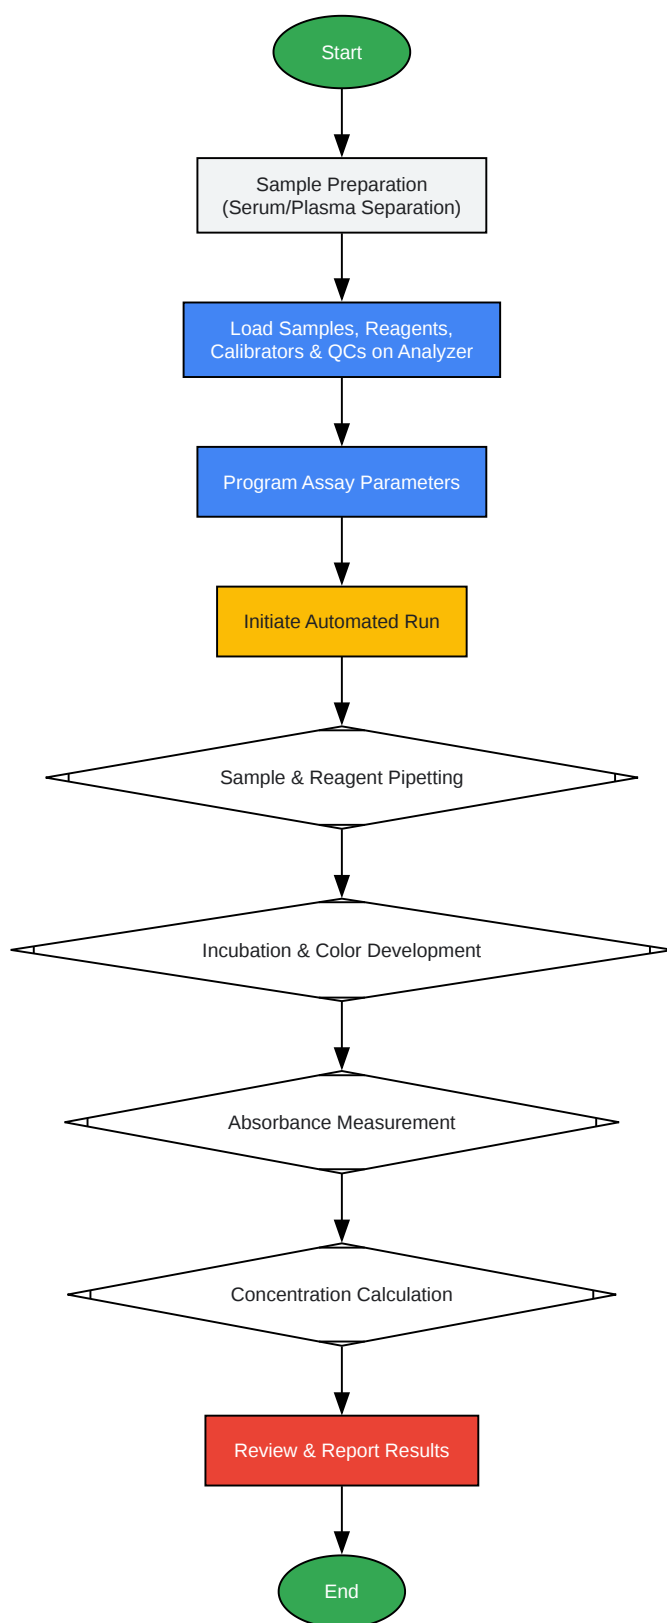 Start
Sample Preparation
(Serum/Plasma Separation)
Load Samples, Reagents,
Calibrators & QCs on Analyzer
Program Assay Parameters
Initiate Automated Run
Sample & Reagent Pipetting
Incubation & Color Development
Absorbance Measurement
Concentration Calculation
Review & Report Results
End